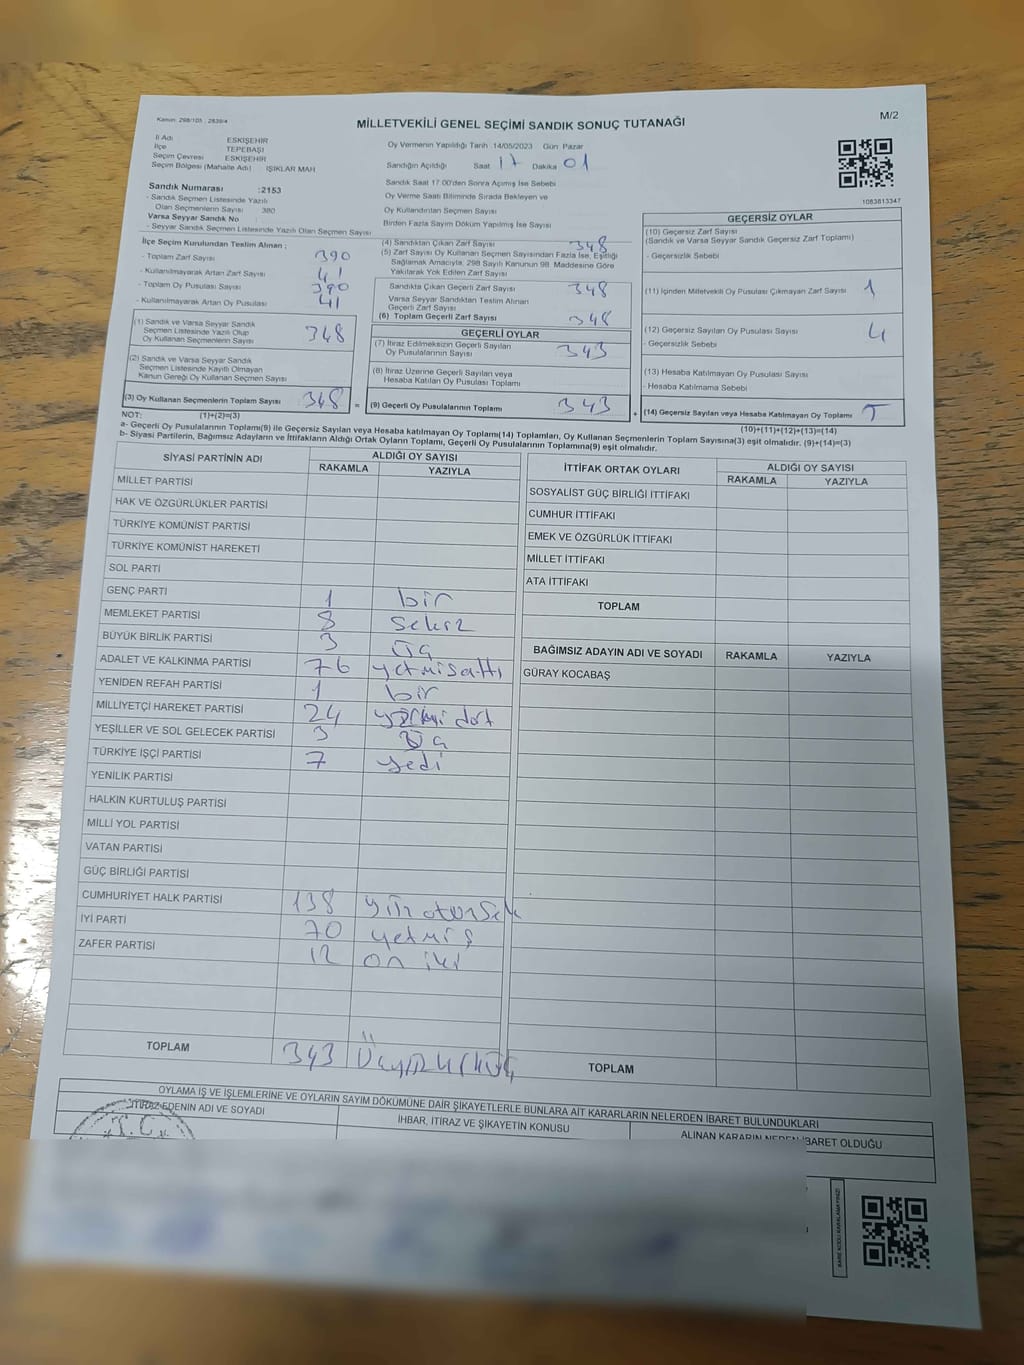 Kanun: 298/105 ; 2839/4
MİLLETVEKİLİ GENEL SEÇİMİ SANDIK SONUÇ TUTANAĞI
M/2
İl Adı ESKİŞEHİR
İlçe TEPEBAŞI
Seçim Çevresi ESKİŞEHİR
Seçim Bölgesi (Mahalle Adı) : IŞIKLAR MAH
Sandık Numarası :2153
- Sandık Seçmen Listesinde Yazılı
Olan Seçmenlerin Sayısı : 380
Varsa Seyyar Sandık No :
- Seyyar Sandık Seçmen Listesinde Yazılı Olan Seçmen Sayısı
Oy Vermenin Yapıldığı Tarih 14/05/2023 Gün Pazar
Sandığın Açıldığı Saat 17 Dakika 01
Sandık Saat 17.00'den Sonra Açılmış İse Sebebi
Oy Verme Saati Bitiminde Sırada Bekleyen ve
Oy Kullandırılan Seçmen Sayısı
Birden Fazla Sayım Döküm Yapılmış İse Sayısı
1083813347
İlçe Seçim Kurulundan Teslim Alınan ;
- Toplam Zarf Sayısı 390
- Kullanılmayarak Artan Zarf Sayısı 41
- Toplam Oy Pusulası Sayısı 390
- Kullanılmayarak Artan Oy Pusulası 41
(1) Sandık ve Varsa Seyyar Sandık
Seçmen Listesinde Yazılı Olup
Oy Kullanan Seçmenlerin Sayısı 348
(2) Sandık ve Varsa Seyyar Sandık
Seçmen Listesinde Kayıtlı Olmayan
Kanun Gereği Oy Kullanan Seçmen Sayısı
(3) Oy Kullanan Seçmenlerin Toplam Sayısı 348 =
(1)+(2)=(3)
(4) Sandıktan Çıkan Zarf Sayısı 348
(5) Zarf Sayısı Oy Kullanan Seçmen Sayısından Fazla İse, Eşitliği
Sağlamak Amacıyla, 298 Sayılı Kanunun 98. Maddesine Göre
Yakılarak Yok Edilen Zarf Sayısı
Sandıkta Çıkan Geçerli Zarf Sayısı 348
Varsa Seyyar Sandıktan Teslim Alınan
Geçerli Zarf Sayısı
(6) Toplam Geçerli Zarf Sayısı 348
GEÇERLİ OYLAR
(7) İtiraz Edilmeksizin Geçerli Sayılan
Oy Pusulalarının Sayısı 343
(8) İtiraz Üzerine Geçerli Sayılan veya
Hesaba Katılan Oy Pusulası Toplamı
(9) Geçerli Oy Pusulalarının Toplamı 343 +
GEÇERSİZ OYLAR
(10) Geçersiz Zarf Sayısı
(Sandık ve Varsa Seyyar Sandık Geçersiz Zarf Toplamı)
- Geçersizlik Sebebi
(11) İçinden Milletvekili Oy Pusulası Çıkmayan Zarf Sayısı 1
(12) Geçersiz Sayılan Oy Pusulası Sayısı 4
- Geçersizlik Sebebi
(13) Hesaba Katılmayan Oy Pusulası Sayısı
- Hesaba Katılmama Sebebi
(14) Geçersiz Sayılan veya Hesaba Katılmayan Oy Toplamı 5
(10)+(11)+(12)+(13)=(14)
NOT:
a- Geçerli Oy Pusulalarının Toplamı(9) ile Geçersiz Sayılan veya Hesaba katılmayan Oy Toplamı(14) Toplamları, Oy Kullanan Seçmenlerin Toplam Sayısına(3) eşit olmalıdır. (9)+(14)=(3)
b- Siyasi Partilerin, Bağımsız Adayların ve İttifakların Aldığı Ortak Oyların Toplamı, Geçerli Oy Pusulalarının Toplamına(9) eşit olmalıdır.
SİYASİ PARTİNİN ADI ALDIĞI OY SAYISI
RAKAMLA YAZIYLA
MİLLET PARTİSİ
HAK VE ÖZGÜRLÜKLER PARTİSİ
TÜRKİYE KOMÜNİST PARTİSİ
TÜRKİYE KOMÜNİST HAREKETİ
SOL PARTİ
GENÇ PARTİ 1 bir
MEMLEKET PARTİSİ 8 sekiz
BÜYÜK BİRLİK PARTİSİ 3 üç
ADALET VE KALKINMA PARTİSİ 76 yetmisaltı
YENİDEN REFAH PARTİSİ 1 bir
MİLLİYETÇİ HAREKET PARTİSİ 24 yirmi dört
YEŞİLLER VE SOL GELECEK PARTİSİ 3 üç
TÜRKİYE İŞÇİ PARTİSİ 7 yedi
YENİLİK PARTİSİ
HALKIN KURTULUŞ PARTİSİ
MİLLİ YOL PARTİSİ
VATAN PARTİSİ
GÜÇ BİRLİĞİ PARTİSİ
CUMHURİYET HALK PARTİSİ 138
İYİ PARTİ 70 yetmiş
ZAFER PARTİSİ 12 on iki
TOPLAM 343
İTTİFAK ORTAK OYLARI ALDIĞI OY SAYISI
RAKAMLA YAZIYLA
SOSYALİST GÜÇ BİRLİĞİ İTTİFAKI
CUMHUR İTTİFAKI
EMEK VE ÖZGÜRLÜK İTTİFAKI
MİLLET İTTİFAKI
ATA İTTİFAKI
TOPLAM
BAĞIMSIZ ADAYIN ADI VE SOYADI RAKAMLA YAZIYLA
GÜRAY KOCABAŞ
TOPLAM
OYLAMA İŞ VE İŞLEMLERİNE VE OYLARIN SAYIM DÖKÜMÜNE DAİR ŞİKAYETLERLE BUNLARA AİT KARARLARIN NELERDEN İBARET BULUNDUKLARI
İTİRAZ EDENİN ADI VE SOYADI İHBAR, İTİRAZ VE ŞİKAYETİN KONUSU ALINAN KARARIN NEDEN İBARET OLDUĞU
T.C.